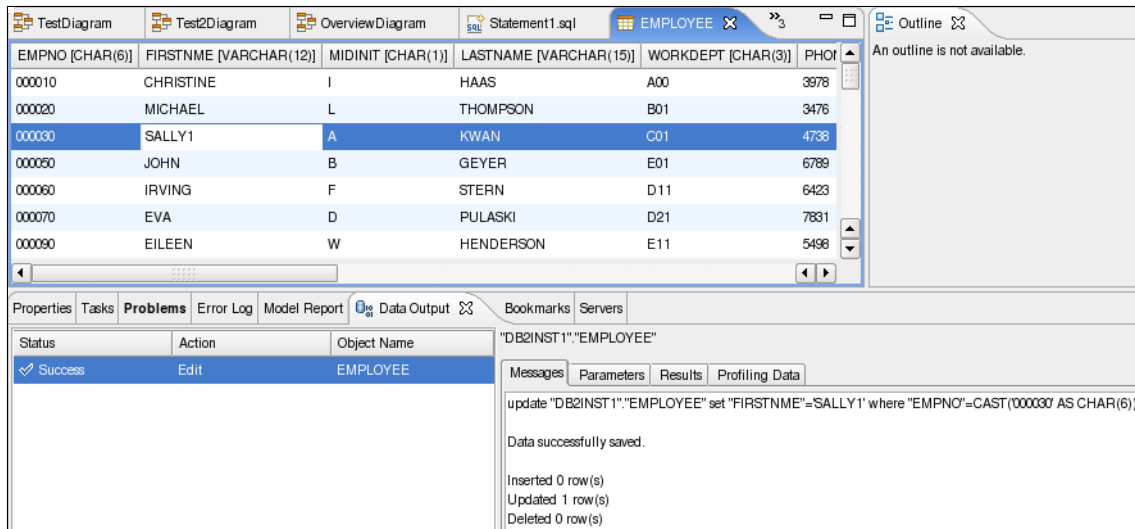 TestDiagram Test2Diagram OverviewDiagram SQL Statement1.sql EMPLOYEE »3 Outline
EMPNO [CHAR(6)] FIRSTNME [VARCHAR(12)] MIDINIT [CHAR(1)] LASTNAME [VARCHAR(15)] WORKDEPT [CHAR(3)] PHO
An outline is not available.
000010 CHRISTINE I HAAS A00 3978
000020 MICHAEL L THOMPSON B01 3476
000030 SALLY1 A KWAN C01 4738
000050 JOHN B GEYER E01 6789
000060 IRVING F STERN D11 6423
000070 EVA D PULASKI D21 7831
000090 EILEEN W HENDERSON E11 5498
Properties Tasks Problems Error Log Model Report Data Output Bookmarks Servers
Status Action Object Name
Success Edit EMPLOYEE
"DB2INST1"."EMPLOYEE"
Messages Parameters Results Profiling Data
update "DB2INST1"."EMPLOYEE" set "FIRSTNME"='SALLY1' where "EMPNO"=CAST('000030' AS CHAR(6))
Data successfully saved.
Inserted 0 row(s)
Updated 1 row(s)
Deleted 0 row(s)